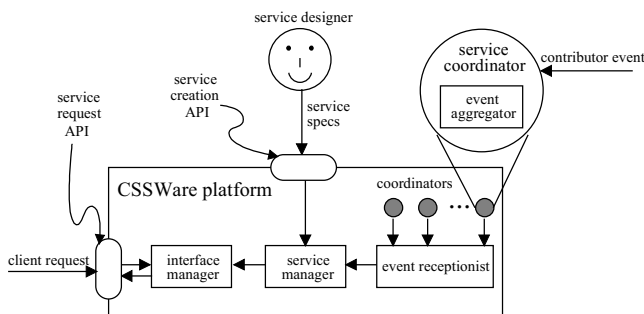 service designer
service
coordinator
contributor event
event
aggregator
service
creation
API
service
request
API
service
specs
CSSWare platform
coordinators
client request
interface
manager
service
manager
event receptionist